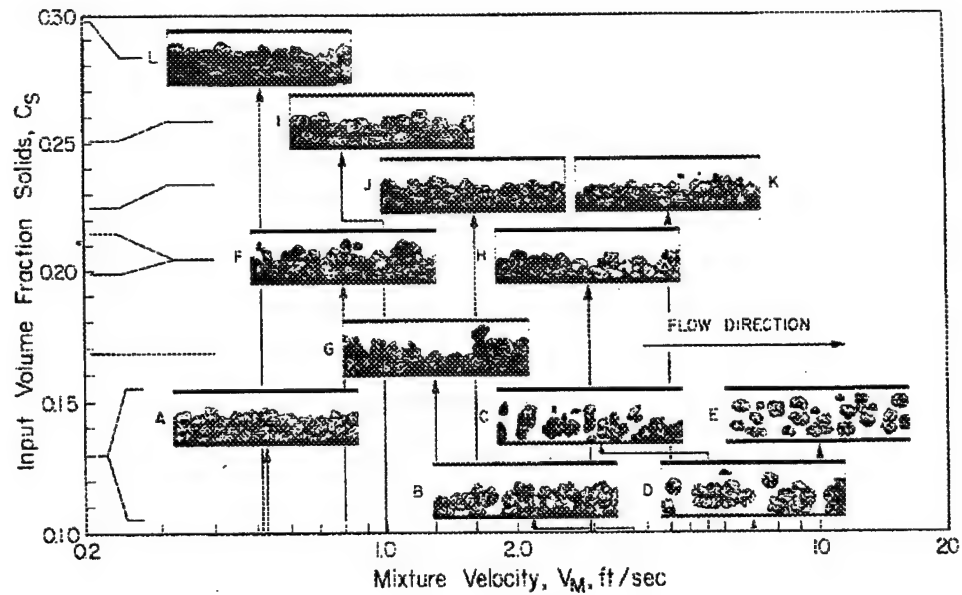 0.30
L
I
0.25
J
K
F
H
0.20
G
FLOW DIRECTION
0.15
A
C
E
B
D
0.10
0.2
1.0
2.0
10
20
Input Volume Fraction Solids, CS
Mixture Velocity, VM, ft/sec